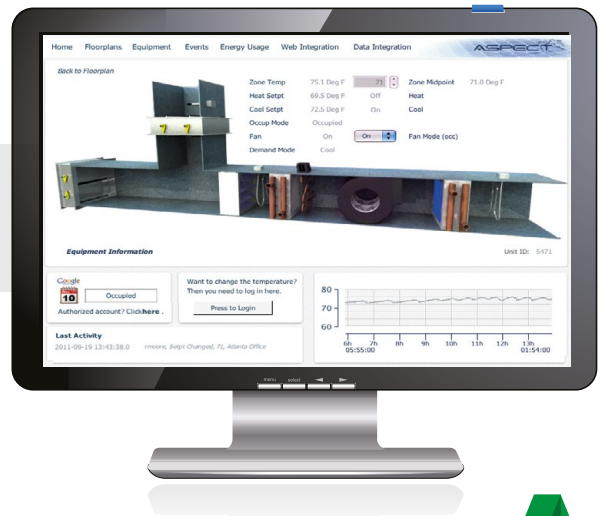 Home Floorplans Equipment Events Energy Usage Web Integration Data Integration ASPECT
Back to Floorplan
Zone Temp 75.1 Deg F 71 Zone Midpoint 71.0 Deg F
Heat Setpt 69.5 Deg F Off Heat
Cool Setpt 72.5 Deg F On Cool
Occup Mode Occupied
Fan On On Fan Mode (occ)
Demand Mode Cool
7 7
Equipment Information Unit ID: 5471
Google
10 Occupied
Authorized account? Click here .
Want to change the temperature?
Then you need to log in here.
Press to Login
Last Activity
2011-09-19 13:43:38.0 rmoore, Setpt Changed, 71, Atlanta Office
80
70
60
6h 7h 8h 9h 10h 11h 12h 13h
05:55:00 01:54:00
menu select